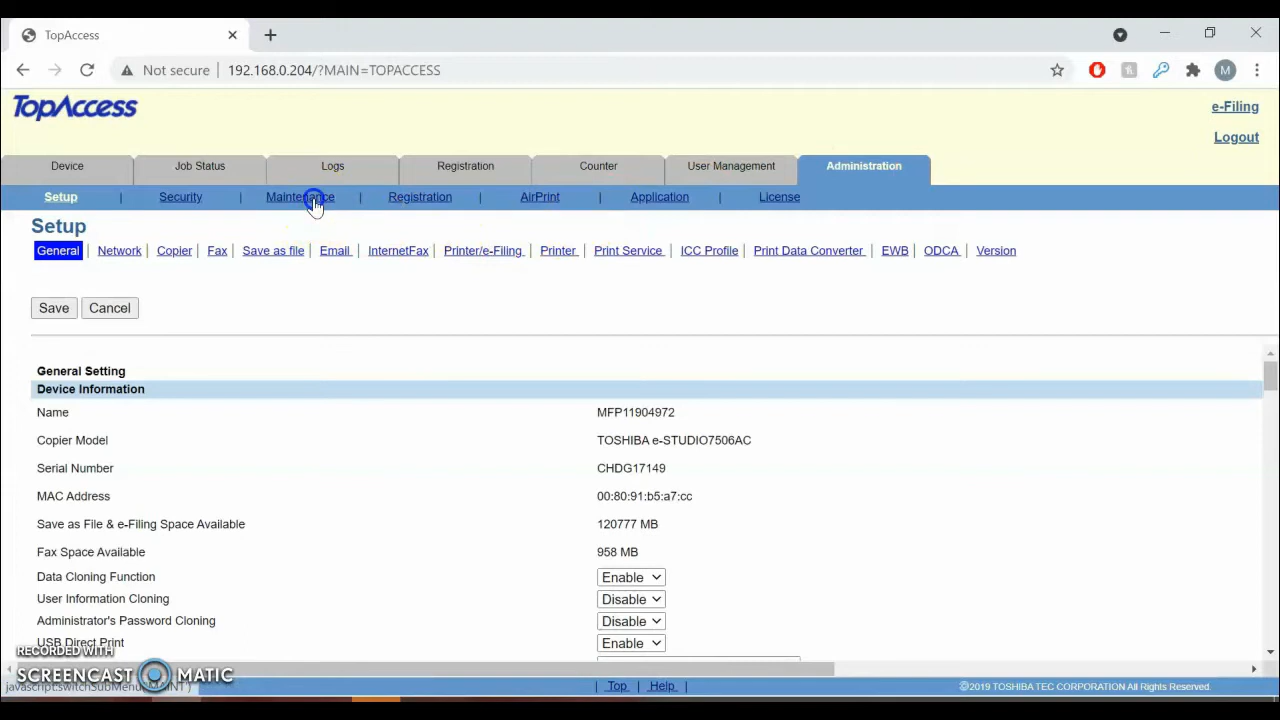 TopAccess
Not secure | 192.168.0.204/?MAIN=TOPACCESS
M
TopAccess
e-Filing
Logout
Device Job Status Logs Registration Counter User Management Administration
Setup | Security | Maintenance | Registration | AirPrint | Application | License
Setup
General | Network | Copier | Fax | Save as file | Email | InternetFax | Printer/e-Filing | Printer | Print Service | ICC Profile | Print Data Converter | EWB | ODCA | Version
Save Cancel
General Setting
Device Information
Name MFP11904972
Copier Model TOSHIBA e-STUDIO7506AC
Serial Number CHDG17149
MAC Address 00:80:91:b5:a7:cc
Save as File & e-Filing Space Available 120777 MB
Fax Space Available 958 MB
Data Cloning Function Enable
User Information Cloning Disable
Administrator's Password Cloning Disable
USB Direct Print Enable
RECORDED WITH
SCREENCAST MATIC
| Top | Help |
©2019 TOSHIBA TEC CORPORATION All Rights Reserved.